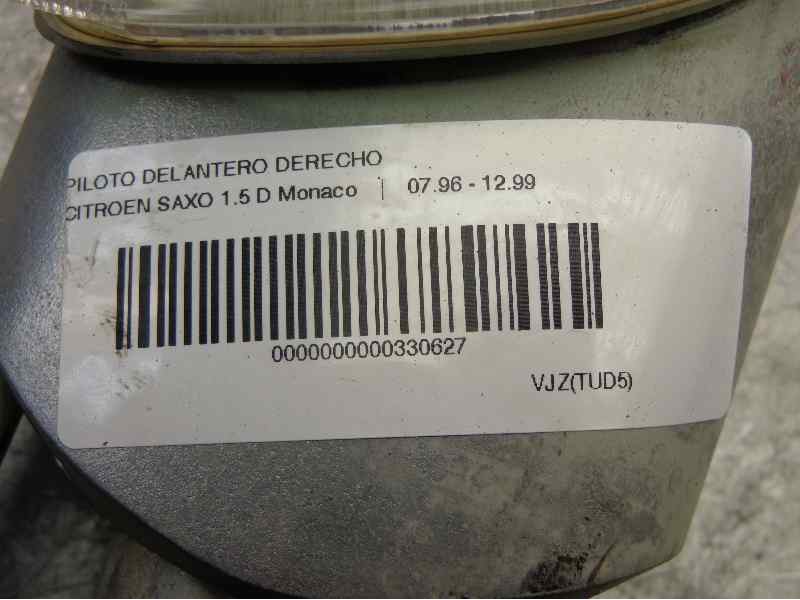 PILOTO DELANTERO DERECHO
CITROEN SAXO 1.5 D Monaco | 07.96 - 12.99
0000000000330627
VJZ(TUD5)